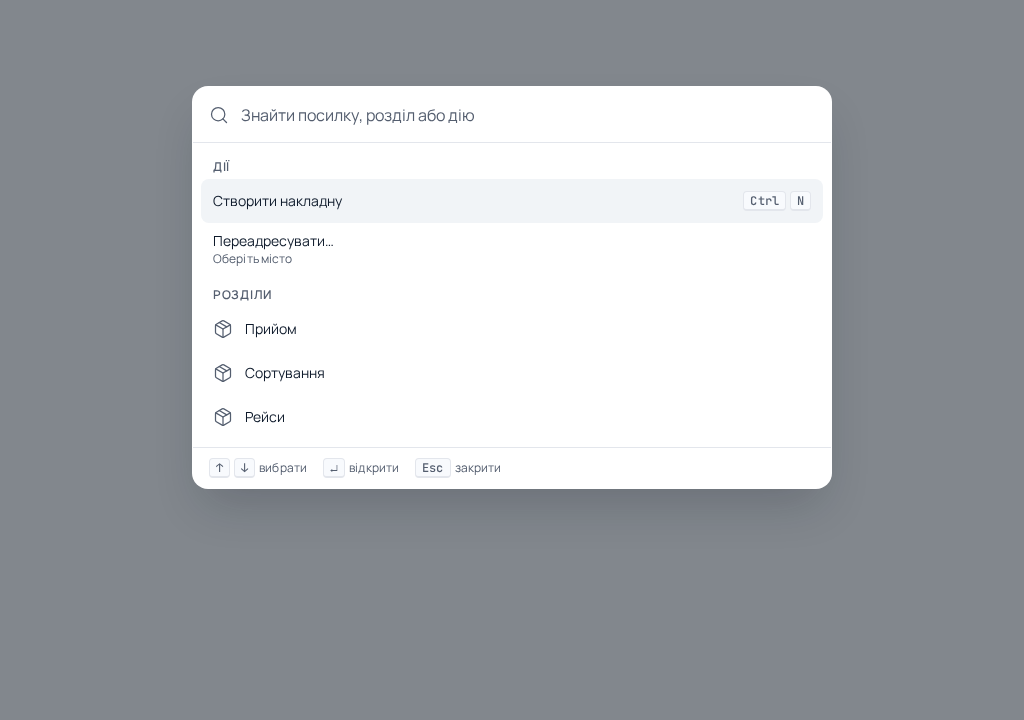 Знайти посилку, розділ або дію
ДІЇ
Створити накладну Ctrl N
Переадресувати…
Оберіть місто
РОЗДІЛИ
Прийом
Сортування
Рейси
↑ ↓ вибрати ↵ відкрити Esc закрити